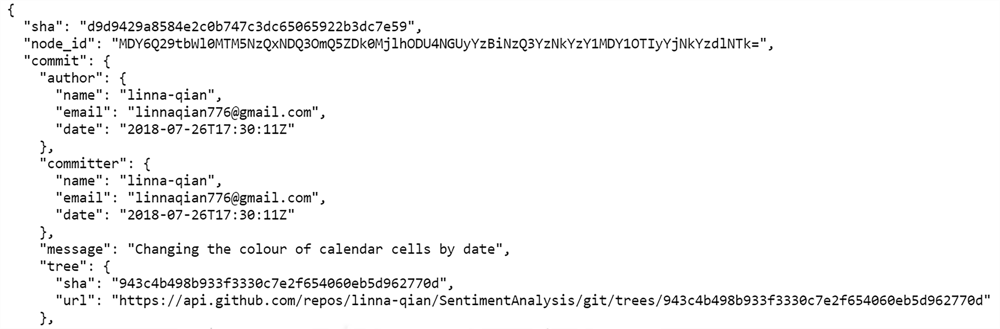 {
  "sha": "d9d9429a8584e2c0b747c3dc65065922b3dc7e59",
  "node_id": "MDY6Q29tbWl0MTM5NzQxNDQ3OmQ5ZDk0MjlhODU4NGUyYzBiNzQ3YzNkYzY1MDY1OTIyYjNkYzdlNTk=",
  "commit": {
    "author": {
      "name": "linna-qian",
      "email": "linnaqian776@gmail.com",
      "date": "2018-07-26T17:30:11Z"
    },
    "committer": {
      "name": "linna-qian",
      "email": "linnaqian776@gmail.com",
      "date": "2018-07-26T17:30:11Z"
    },
    "message": "Changing the colour of calendar cells by date",
    "tree": {
      "sha": "943c4b498b933f3330c7e2f654060eb5d962770d",
      "url": "https://api.github.com/repos/linna-qian/SentimentAnalysis/git/trees/943c4b498b933f3330c7e2f654060eb5d962770d"
    },